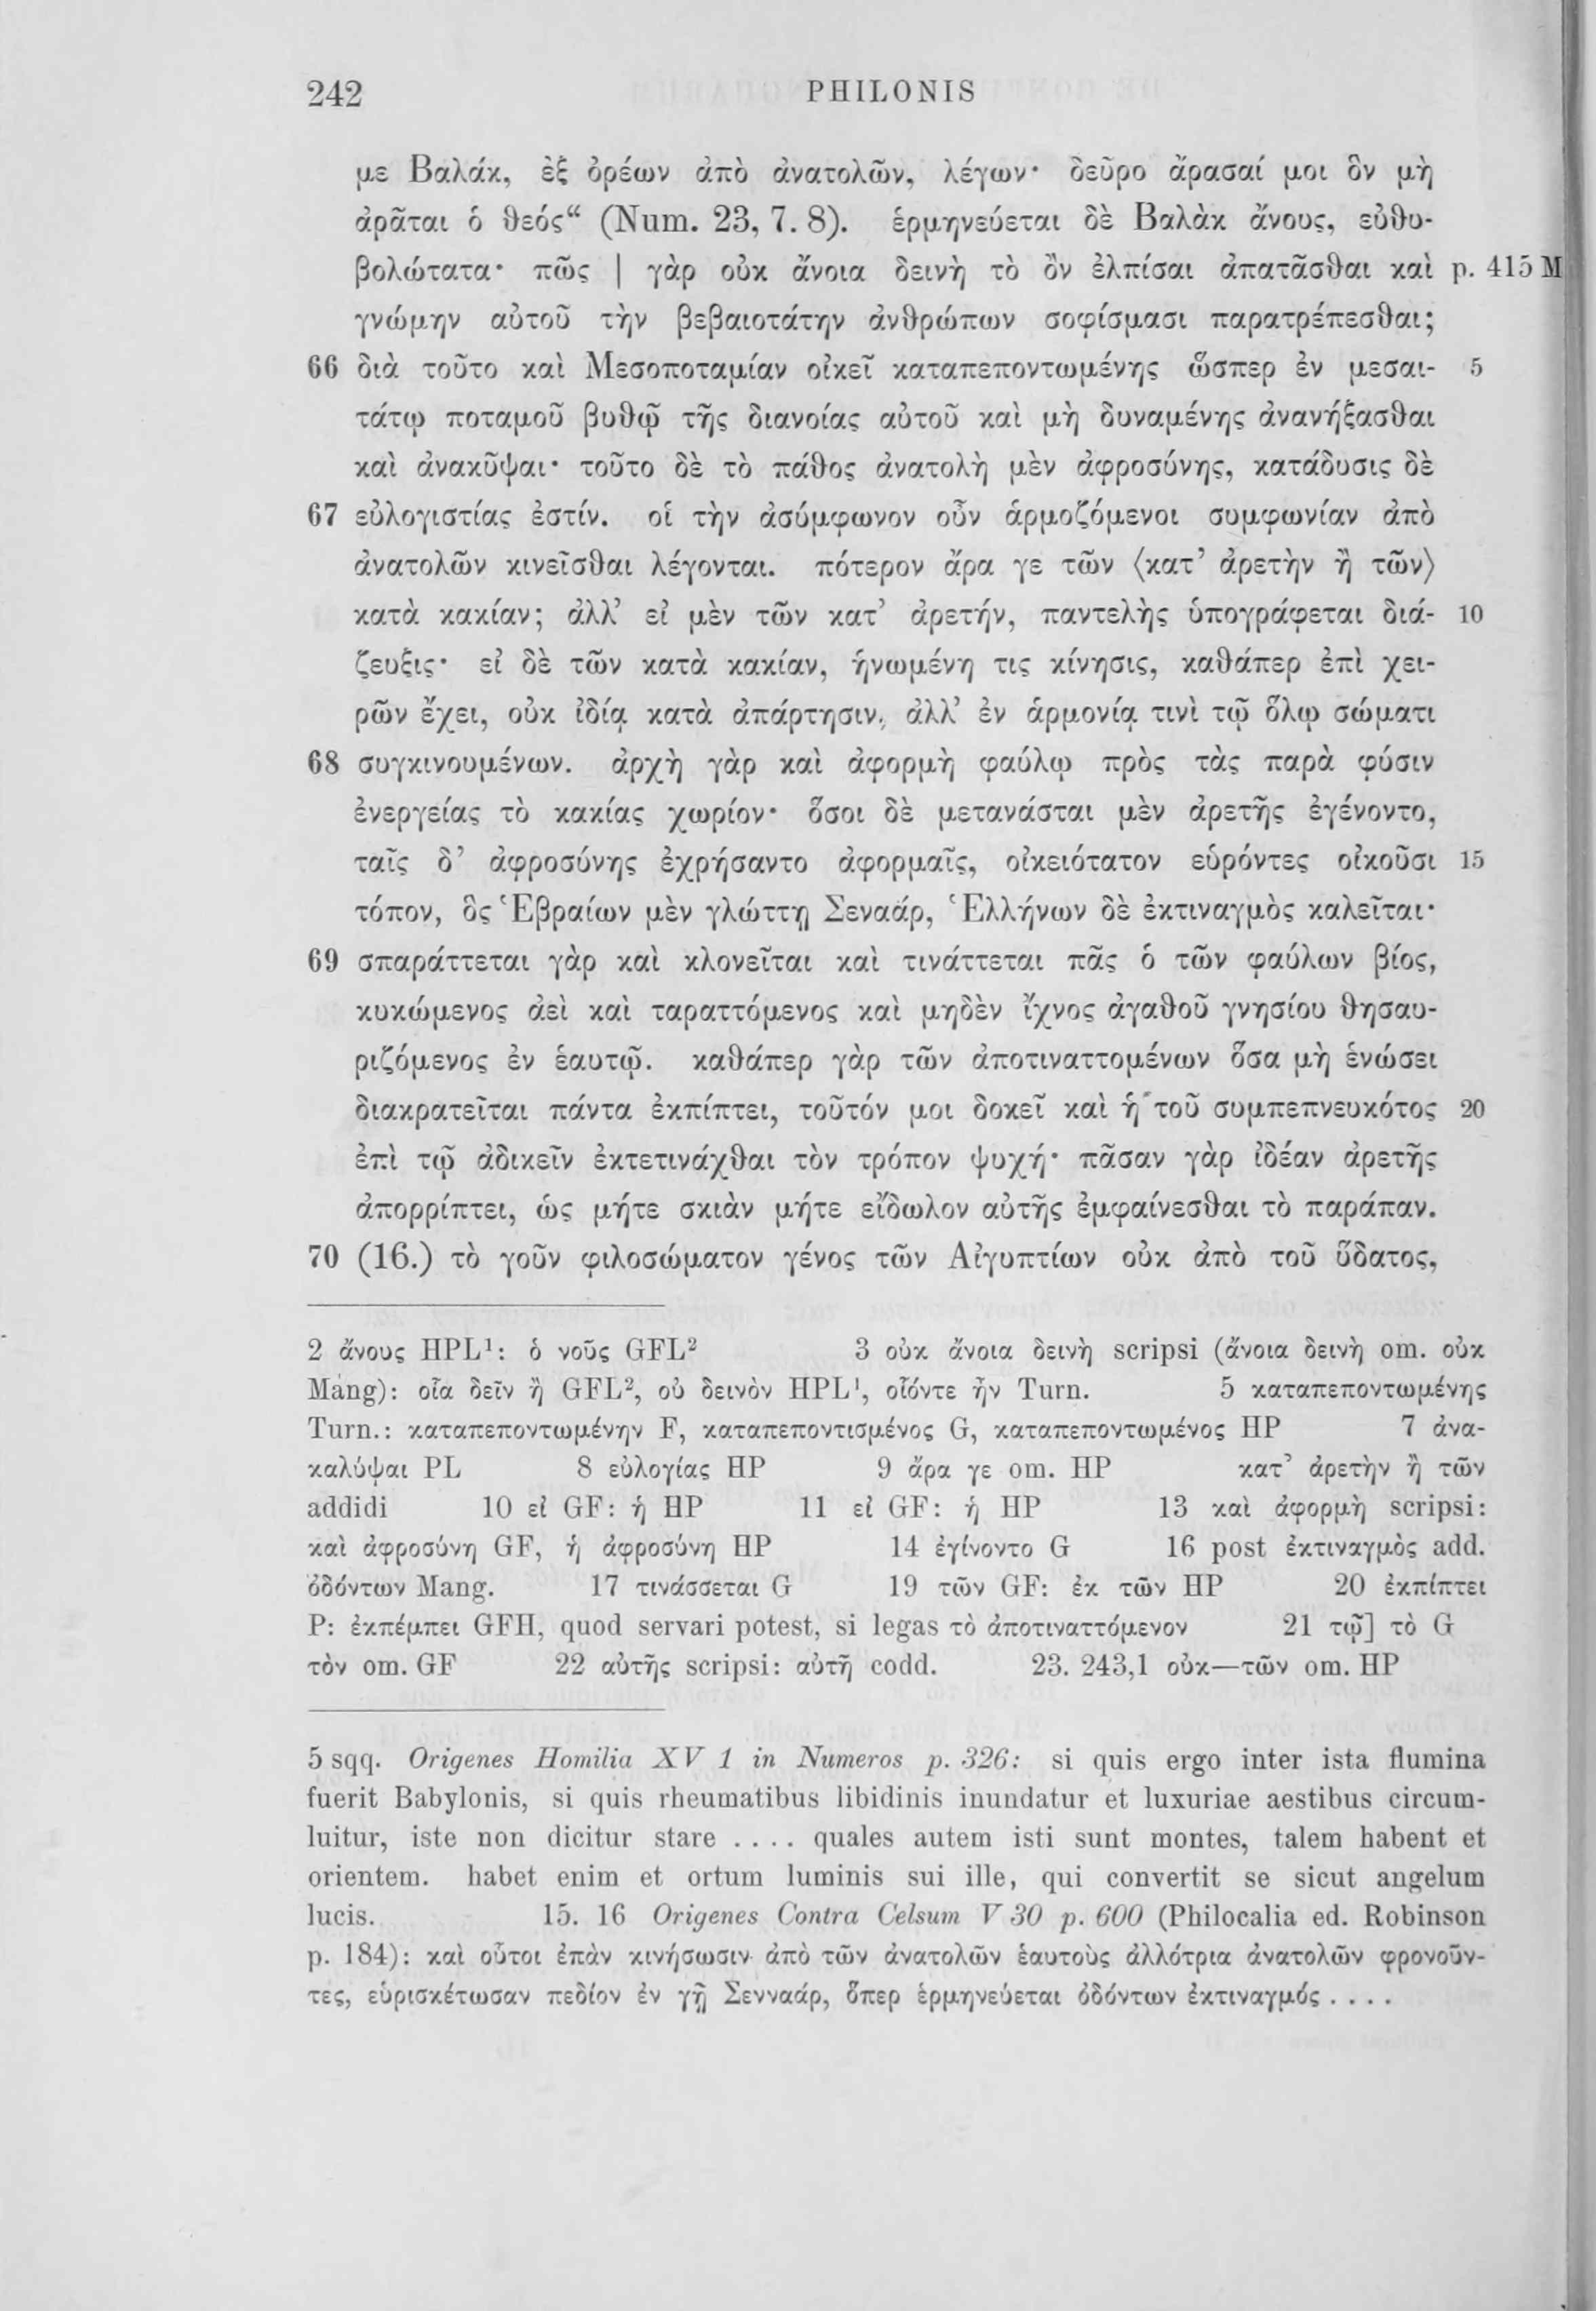 242 PHILONIS
με Βαλάκ, ἐξ ὀρέων ἀπὸ ἀνατολῶν, λέγων· δεῦρο ἄρασαί μοι ὃν μὴ
ἀρᾶται ὁ θεός“ (Num. 23, 7. 8). ἑρμηνεύεται δὲ Βαλὰκ ἄνους, εὐθυ-
βολώτατα· πῶς | γὰρ οὐκ ἄνοια δεινὴ τὸ ὂν ἐλπίσαι ἀπατᾶσθαι καὶ p. 415 M
γνώμην αὐτοῦ τὴν βεβαιοτάτην ἀνθρώπων σοφίσμασι παρατρέπεσθαι;
66 διὰ τοῦτο καὶ Μεσοποταμίαν οἰκεῖ καταπεποντωμένης ὥσπερ ἐν μεσαι- 5
τάτῳ ποταμοῦ βυθῷ τῆς διανοίας αὐτοῦ καὶ μὴ δυναμένης ἀνανήξασθαι
καὶ ἀνακῦψαι· τοῦτο δὲ τὸ πάθος ἀνατολὴ μὲν ἀφροσύνης, κατάδυσις δὲ
67 εὐλογιστίας ἐστίν. οἱ τὴν ἀσύμφωνον οὖν ἁρμοζόμενοι συμφωνίαν ἀπὸ
ἀνατολῶν κινεῖσθαι λέγονται. πότερον ἄρα γε τῶν ⟨κατ’ ἀρετὴν ἢ τῶν⟩
κατὰ κακίαν; ἀλλ’ εἰ μὲν τῶν κατ’ ἀρετήν, παντελὴς ὑπογράφεται διά- 10
ζευξις· εἰ δὲ τῶν κατὰ κακίαν, ἡνωμένη τις κίνησις, καθάπερ ἐπὶ χει-
ρῶν ἔχει, οὐκ ἰδίᾳ κατὰ ἀπάρτησιν, ἀλλ’ ἐν ἁρμονίᾳ τινὶ τῷ ὅλῳ σώματι
68 συγκινουμένων. ἀρχὴ γὰρ καὶ ἀφορμὴ φαύλῳ πρὸς τὰς παρὰ φύσιν
ἐνεργείας τὸ κακίας χωρίον· ὅσοι δὲ μετανάσται μὲν ἀρετῆς ἐγένοντο,
ταῖς δ’ ἀφροσύνης ἐχρήσαντο ἀφορμαῖς, οἰκειότατον εὑρόντες οἰκοῦσι 15
τόπον, ὃς Ἑβραίων μὲν γλώττῃ Σεναάρ, Ἑλλήνων δὲ ἐκτιναγμὸς καλεῖται·
69 σπαράττεται γὰρ καὶ κλονεῖται καὶ τινάττεται πᾶς ὁ τῶν φαύλων βίος,
κυκώμενος ἀεὶ καὶ ταραττόμενος καὶ μηδὲν ἴχνος ἀγαθοῦ γνησίου θησαυ-
ριζόμενος ἐν ἑαυτῷ. καθάπερ γὰρ τῶν ἀποτιναττομένων ὅσα μὴ ἑνώσει
διακρατεῖται πάντα ἐκπίπτει, τοῦτόν μοι δοκεῖ καὶ ἡ τοῦ συμπεπνευκότος 20
ἐπὶ τῷ ἀδικεῖν ἐκτετινάχθαι τὸν τρόπον ψυχή· πᾶσαν γὰρ ἰδέαν ἀρετῆς
ἀπορρίπτει, ὡς μήτε σκιὰν μήτε εἴδωλον αὐτῆς ἐμφαίνεσθαι τὸ παράπαν.
70 (16.) τὸ γοῦν φιλοσώματον γένος τῶν Αἰγυπτίων οὐκ ἀπὸ τοῦ ὕδατος,
2 ἄνους HPL¹: ὁ νοῦς GFL² 3 οὐκ ἄνοια δεινὴ scripsi (ἄνοια δεινὴ om. οὐκ
Mang): οἷα δεῖν ἢ GFL², οὐ δεινὸν HPL¹, οἷόντε ἦν Turn. 5 καταπεποντωμένης
Turn.: καταπεποντωμένην F, καταπεποντισμένος G, καταπεποντωμένος HP 7 ἀνα-
καλύψαι PL 8 εὐλογίας HP 9 ἄρα γε om. HP κατ’ ἀρετὴν ἢ τῶν
addidi 10 εἰ GF: ἡ HP 11 εἰ GF: ἡ HP 13 καὶ ἀφορμὴ scripsi:
καὶ ἀφροσύνη GF, ἡ ἀφροσύνη HP 14 ἐγίνοντο G 16 post ἐκτιναγμὸς add.
ὀδόντων Mang. 17 τινάσσεται G 19 τῶν GF: ἐκ τῶν HP 20 ἐκπίπτει
P: ἐκπέμπει GFH, quod servari potest, si legas τὸ ἀποτιναττόμενον 21 τῷ] τὸ G
τὸν om. GF 22 αὐτῆς scripsi: αὐτῇ codd. 23. 243,1 οὐκ—τῶν om. HP
5 sqq. Origenes Homilia XV 1 in Numeros p. 326: si quis ergo inter ista flumina
fuerit Babylonis, si quis rheumatibus libidinis inundatur et luxuriae aestibus circum-
luitur, iste non dicitur stare .... quales autem isti sunt montes, talem habent et
orientem. habet enim et ortum luminis sui ille, qui convertit se sicut angelum
lucis. 15. 16 Origenes Contra Celsum V 30 p. 600 (Philocalia ed. Robinson
p. 184): καὶ οὗτοι ἐπὰν κινήσωσιν ἀπὸ τῶν ἀνατολῶν ἑαυτοὺς ἀλλότρια ἀνατολῶν φρονοῦν-
τες, εὑρισκέτωσαν πεδίον ἐν γῇ Σενναάρ, ὅπερ ἑρμηνεύεται ὀδόντων ἐκτιναγμός ....